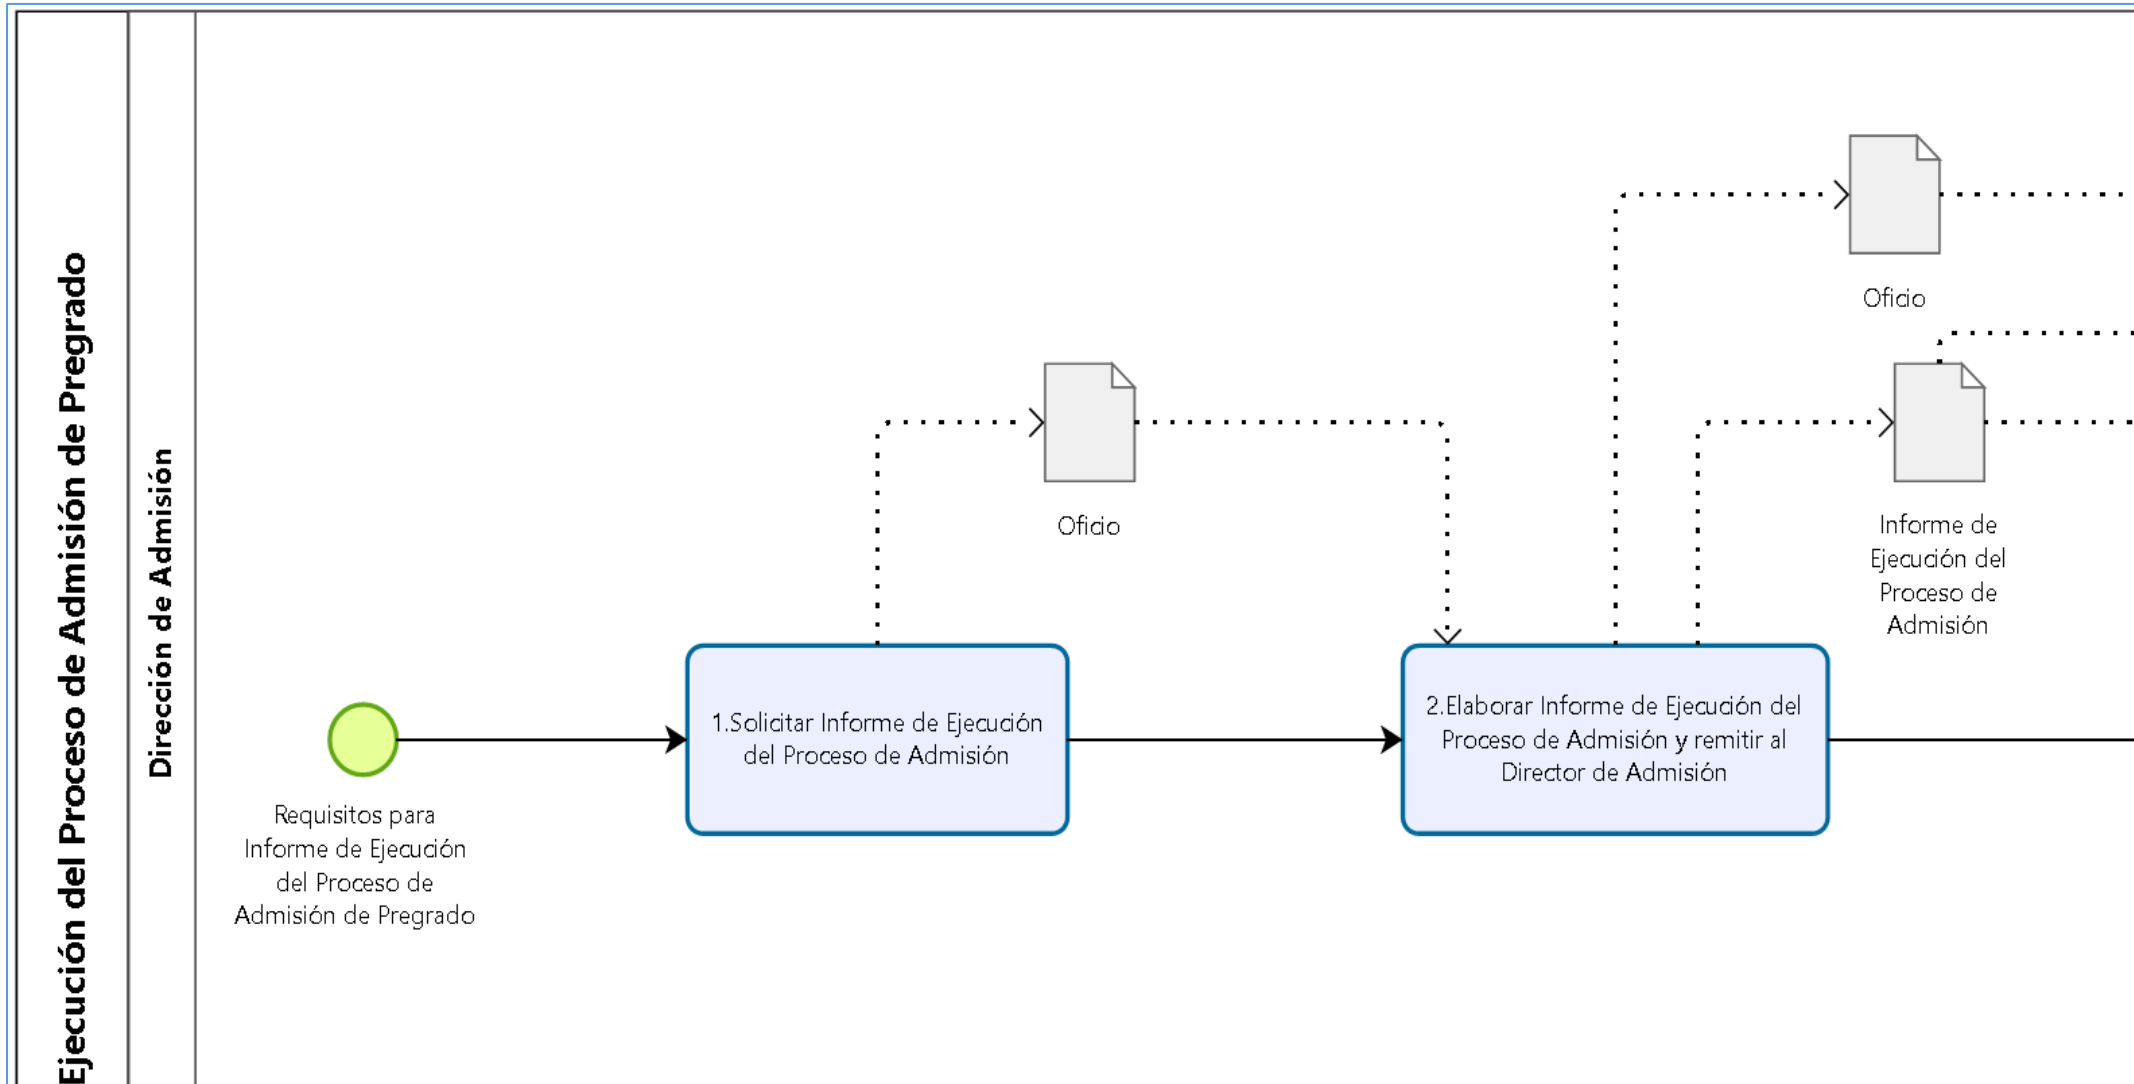 Ejecución del Proceso de Admisión de Pregrado
Dirección de Admisión
Oficio
Oficio
Informe de
Ejecución del
Proceso de
Admisión
1.Solicitar Informe de Ejecución
del Proceso de Admisión
2.Elaborar Informe de Ejecución del
Proceso de Admisión y remitir al
Director de Admisión
Requisitos para
Informe de Ejecución
del Proceso de
Admisión de Pregrado